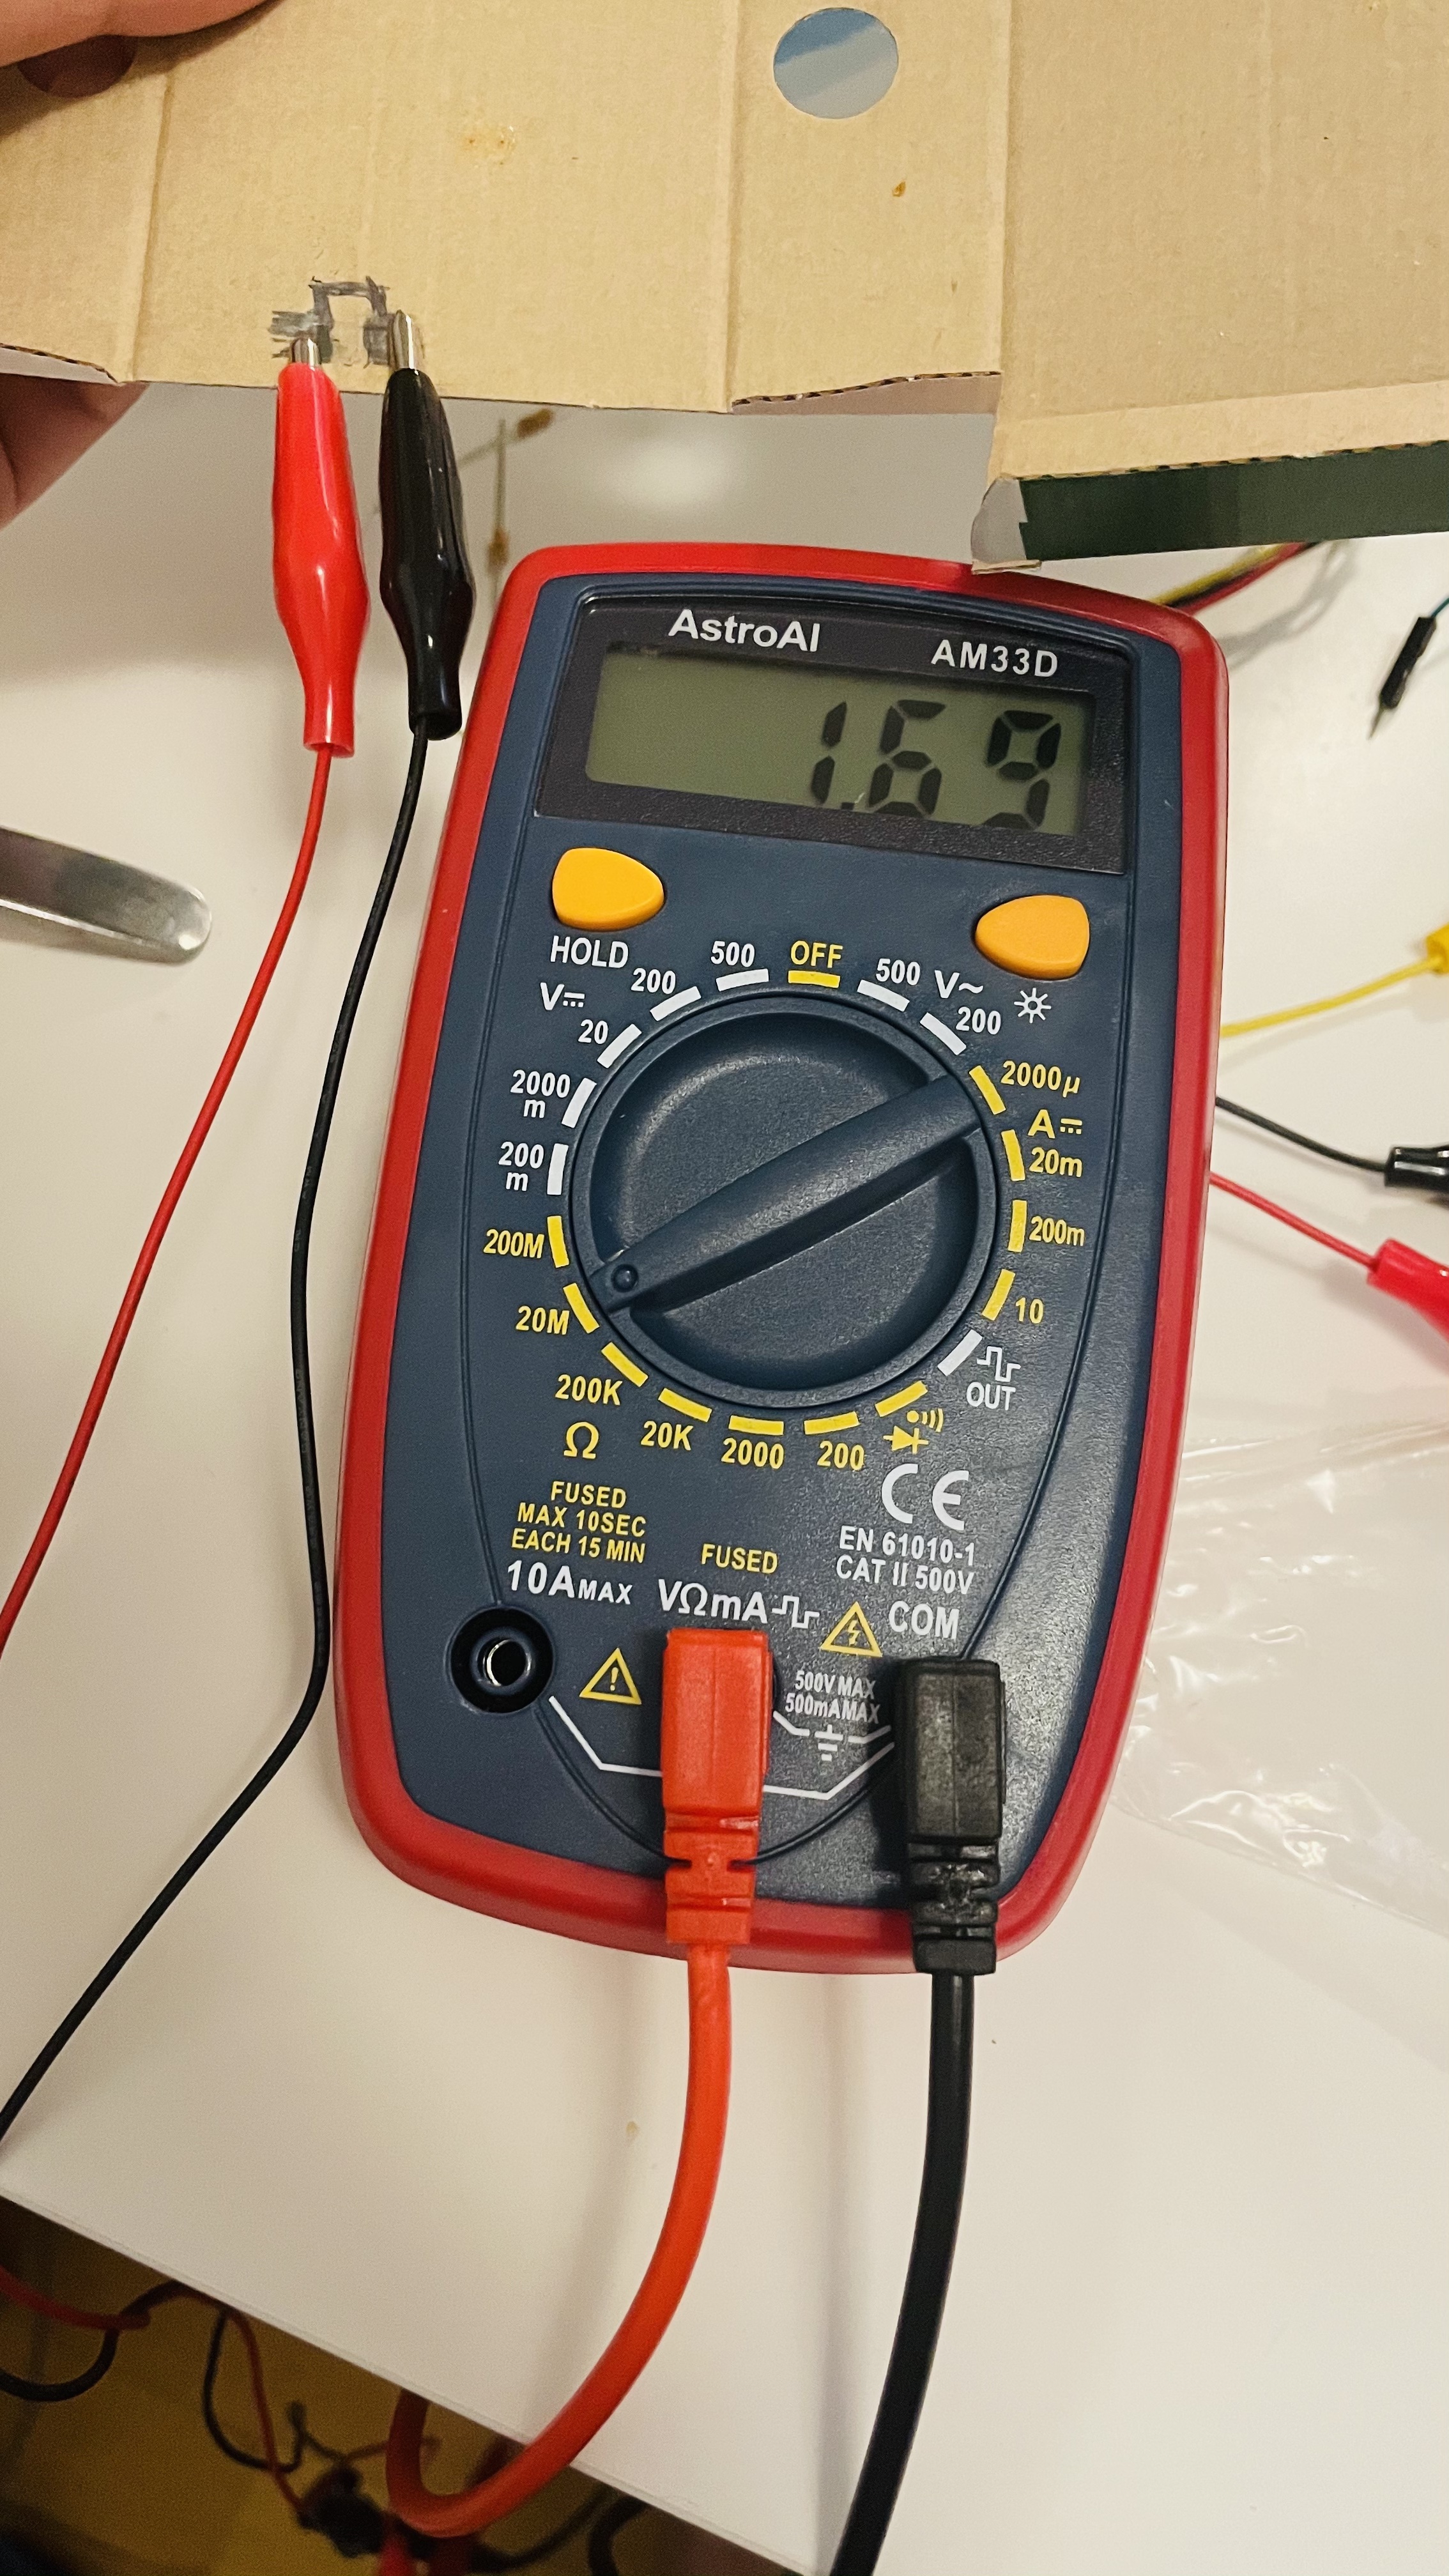 AstroAI
AM33D
1.69
HOLD
500
OFF
500
V~
200
200
V⎓
20
2000
m
200
m
200M
20M
200K
Ω
20K
2000
200
2000µ
A⎓
20m
200m
10
OUT
CE
EN 61010-1
CAT II 500V
FUSED
MAX 10SEC
EACH 15 MIN
10AMAX
FUSED
VΩmA
COM
500V MAX
500mA MAX